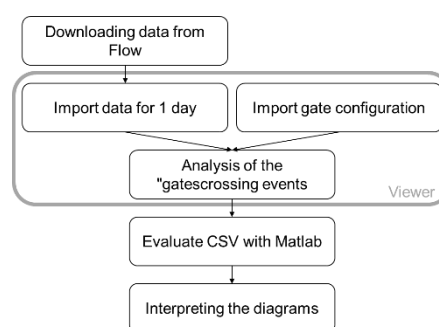 Downloading data from
Flow
Import data for 1 day
Import gate configuration
Analysis of the
"gatescrossing events
Viewer
Evaluate CSV with Matlab
Interpreting the diagrams